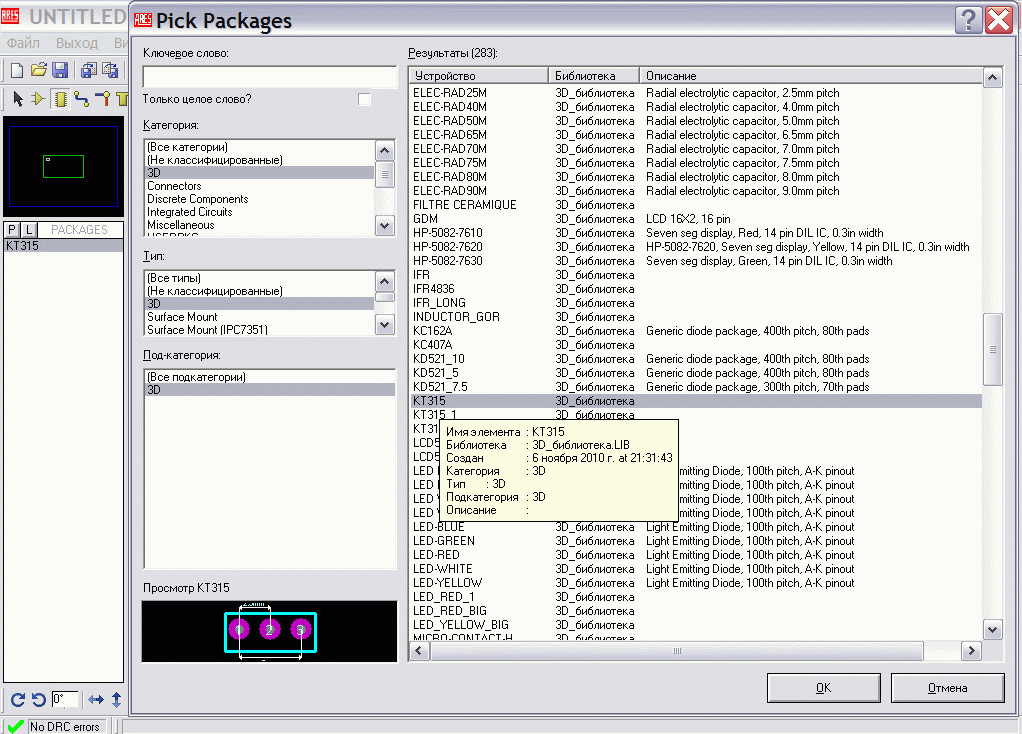 ARES UNTITLED
ARES Pick Packages
Файл Выход Ви
Ключевое слово:
Только целое слово?
Категория:
(Все категории)
(Не классифицированные)
3D
Connectors
Discrete Components
Integrated Circuits
Miscellaneous
Тип:
(Все типы)
(Не классифицированные)
3D
Surface Mount
Surface Mount (IPC7351)
Под-категория:
(Все подкатегории)
3D
Просмотр KT315
1 2 3
P L PACKAGES
KT315
0°
No DRC errors
Результаты (283):
Устройство Библиотека Описание
ELEC-RAD25M 3D_библиотека Radial electrolytic capacitor, 2.5mm pitch
ELEC-RAD40M 3D_библиотека Radial electrolytic capacitor, 4.0mm pitch
ELEC-RAD50M 3D_библиотека Radial electrolytic capacitor, 5.0mm pitch
ELEC-RAD65M 3D_библиотека Radial electrolytic capacitor, 6.5mm pitch
ELEC-RAD70M 3D_библиотека Radial electrolytic capacitor, 7.0mm pitch
ELEC-RAD75M 3D_библиотека Radial electrolytic capacitor, 7.5mm pitch
ELEC-RAD80M 3D_библиотека Radial electrolytic capacitor, 8.0mm pitch
ELEC-RAD90M 3D_библиотека Radial electrolytic capacitor, 9.0mm pitch
FILTRE CERAMIQUE 3D_библиотека
GDM 3D_библиотека LCD 16X2, 16 pin
HP-5082-7610 3D_библиотека Seven seg display, Red, 14 pin DIL IC, 0.3in width
HP-5082-7620 3D_библиотека HP-5082-7620, Seven seg display, Yellow, 14 pin DIL IC, 0.3in width
HP-5082-7630 3D_библиотека Seven seg display, Green, 14 pin DIL IC, 0.3in width
IFR 3D_библиотека
IFR4836 3D_библиотека
IFR_LONG 3D_библиотека
INDUCTOR_GOR 3D_библиотека
KC162A 3D_библиотека Generic diode package, 400th pitch, 80th pads
KC407A 3D_библиотека
KD521_10 3D_библиотека Generic diode package, 400th pitch, 80th pads
KD521_5 3D_библиотека Generic diode package, 400th pitch, 80th pads
KD521_7.5 3D_библиотека Generic diode package, 300th pitch, 70th pads
KT315 3D_библиотека
KT315_1 3D_библиотека
KT31
LCD5
LCD5
LED mitting Diode, 100th pitch, A-K pinout
LED mitting Diode, 100th pitch, A-K pinout
LED mitting Diode, 100th pitch, A-K pinout
LED mitting Diode, 100th pitch, A-K pinout
LED-BLUE 3D_библиотека Light Emitting Diode, 100th pitch, A-K pinout
LED-GREEN 3D_библиотека Light Emitting Diode, 100th pitch, A-K pinout
LED-RED 3D_библиотека Light Emitting Diode, 100th pitch, A-K pinout
LED-WHITE 3D_библиотека Light Emitting Diode, 100th pitch, A-K pinout
LED-YELLOW 3D_библиотека Light Emitting Diode, 100th pitch, A-K pinout
LED_RED_1 3D_библиотека
LED_RED_BIG 3D_библиотека
LED_YELLOW_BIG 3D_библиотека
MICRO-CONTACT-H 3D_библиотека
Имя элемента : KT315
Библиотека : 3D_библиотека.LIB
Создан : 6 ноября 2010 г. at 21:31:43
Категория : 3D
Тип : 3D
Подкатегория : 3D
Описание :
OK Отмена